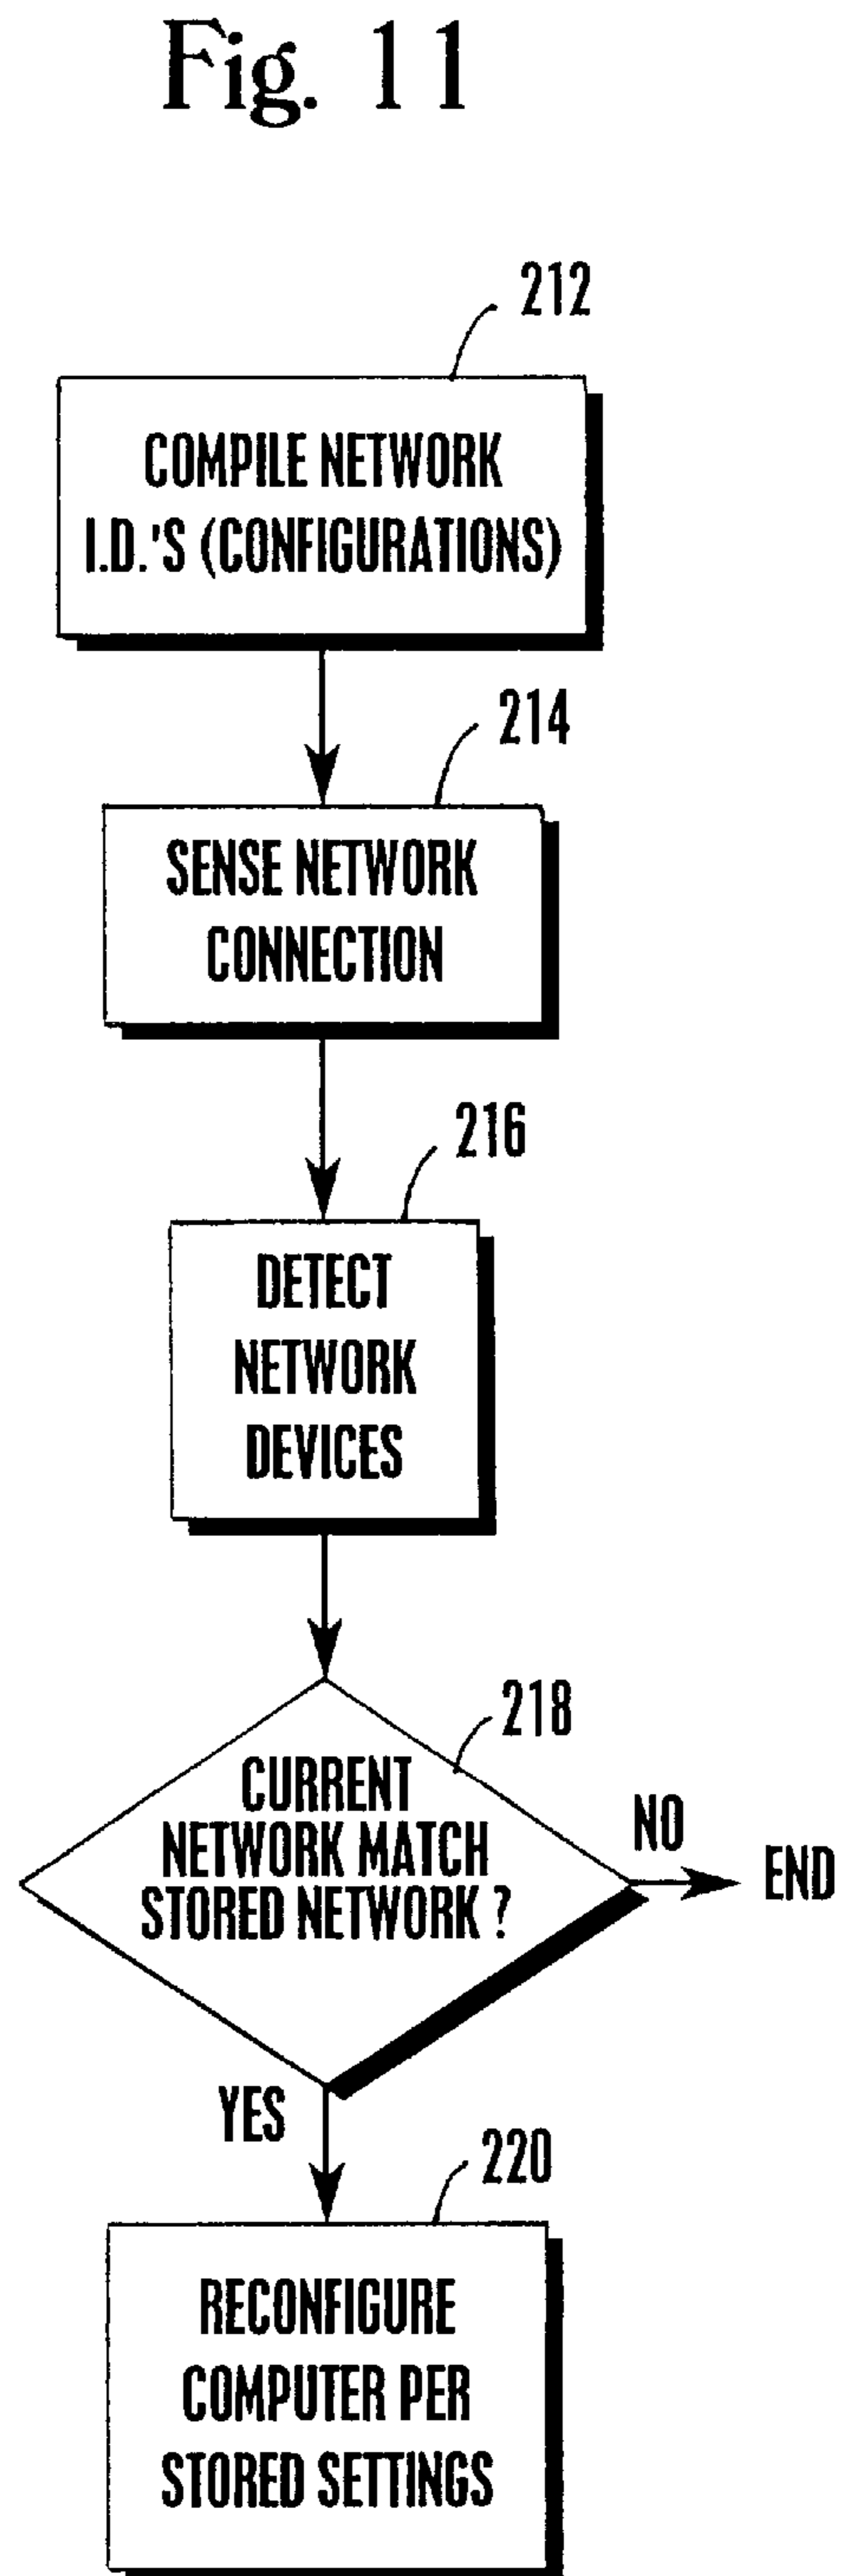 Fig. 11
212
COMPILE NETWORK
I.D.'S (CONFIGURATIONS)
214
SENSE NETWORK
CONNECTION
216
DETECT
NETWORK
DEVICES
218
CURRENT
NETWORK MATCH
STORED NETWORK ?
NO
END
YES
220
RECONFIGURE
COMPUTER PER
STORED SETTINGS